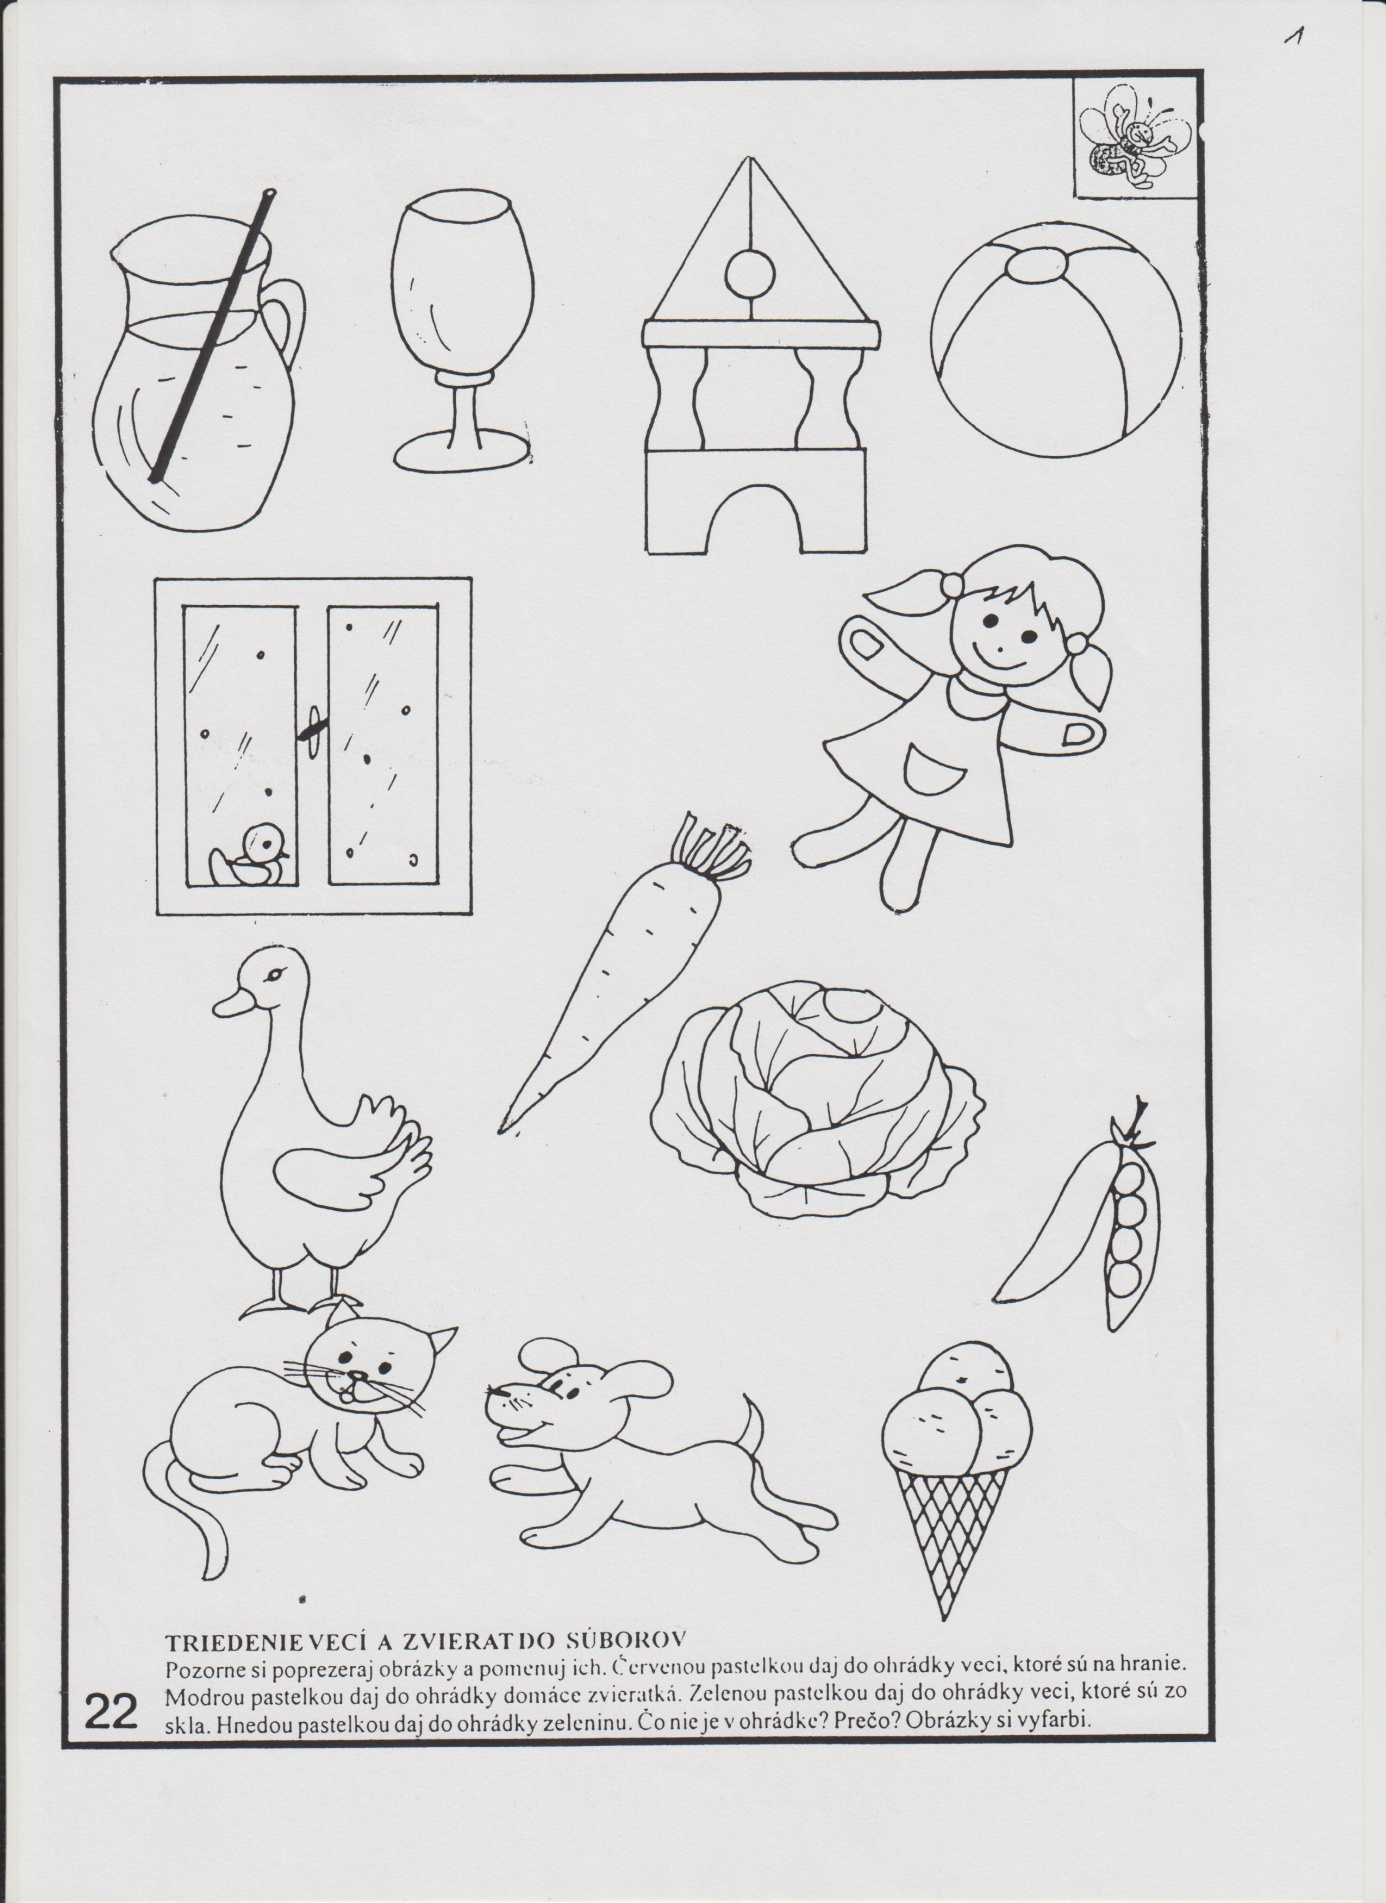 1
TRIEDENIE VECÍ A ZVIERAT DO SÚBOROV
Pozorne si poprezeraj obrázky a pomenuj ich. Červenou pastelkou daj do ohrádky veci, ktoré sú na hranie.
Modrou pastelkou daj do ohrádky domáce zvieratká. Zelenou pastelkou daj do ohrádky veci, ktoré sú zo
skla. Hnedou pastelkou daj do ohrádky zeleninu. Čo nie je v ohrádke? Prečo? Obrázky si vyfarbi.
22